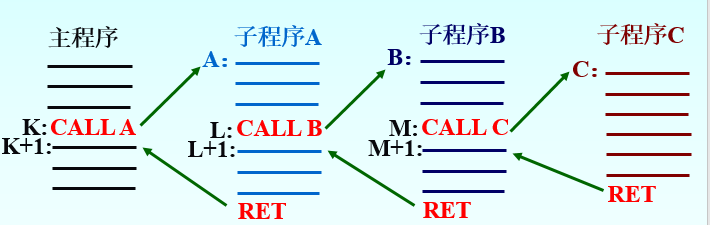 主程序
K: CALL A
K+1:
子程序A
A:
L: CALL B
L+1:
RET
子程序B
B:
M: CALL C
M+1:
RET
子程序C
C:
RET